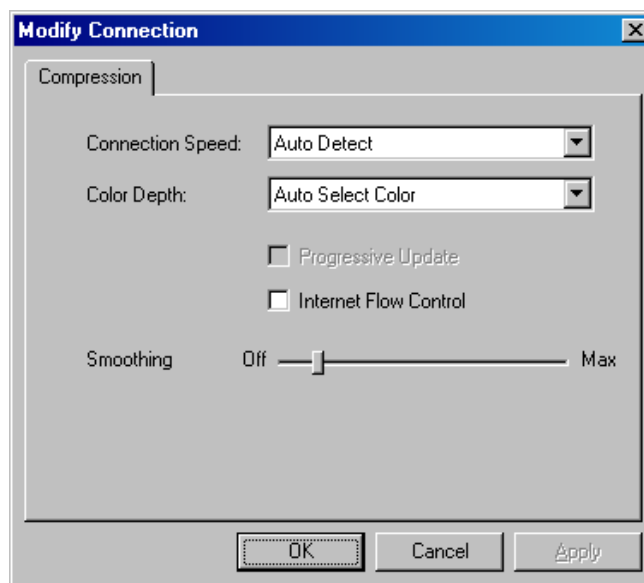 Modify Connection
Compression
Connection Speed: Auto Detect
Color Depth: Auto Select Color
Progressive Update
Internet Flow Control
Smoothing Off Max
OK Cancel Apply